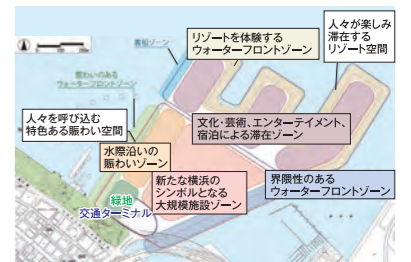 リゾートを体験する
ウォーターフロントゾーン
人々が楽しみ
滞在する
リゾート空間
客船ゾーン
賑わいのある
ウォーターフロントゾーン
人々を呼び込む
特色ある賑わい空間
文化・芸術、エンターテイメント、
宿泊による滞在ゾーン
水際沿いの
賑わいゾーン
新たな横浜の
シンボルとなる
大規模施設ゾーン
界隈性のある
ウォーターフロントゾーン
緑地
交通ターミナル